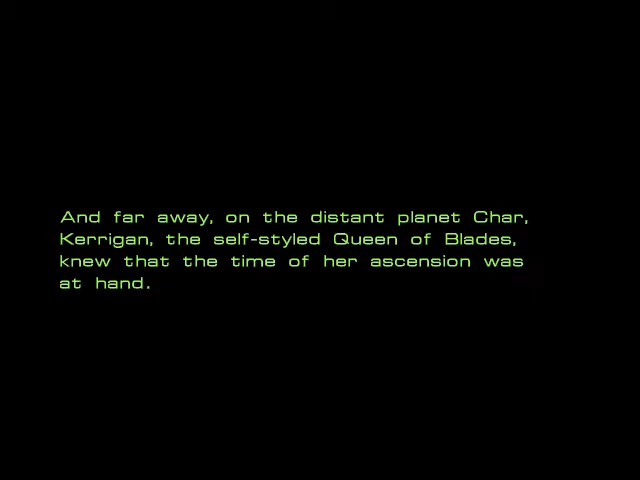 And far away, on the distant planet Char,
Kerrigan, the self-styled Queen of Blades,
knew that the time of her ascension was
at hand.